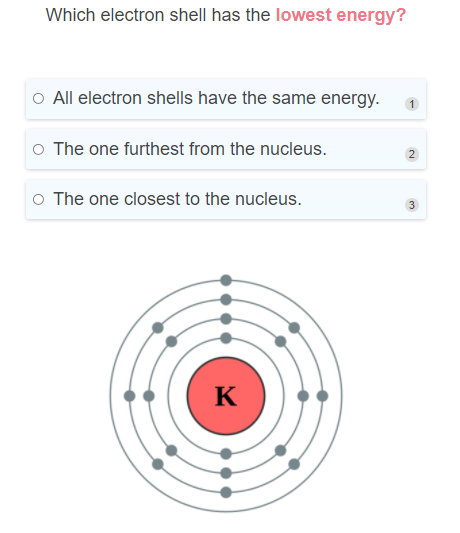 Which electron shell has the lowest energy?
All electron shells have the same energy.
1
The one furthest from the nucleus.
2
The one closest to the nucleus.
3
K